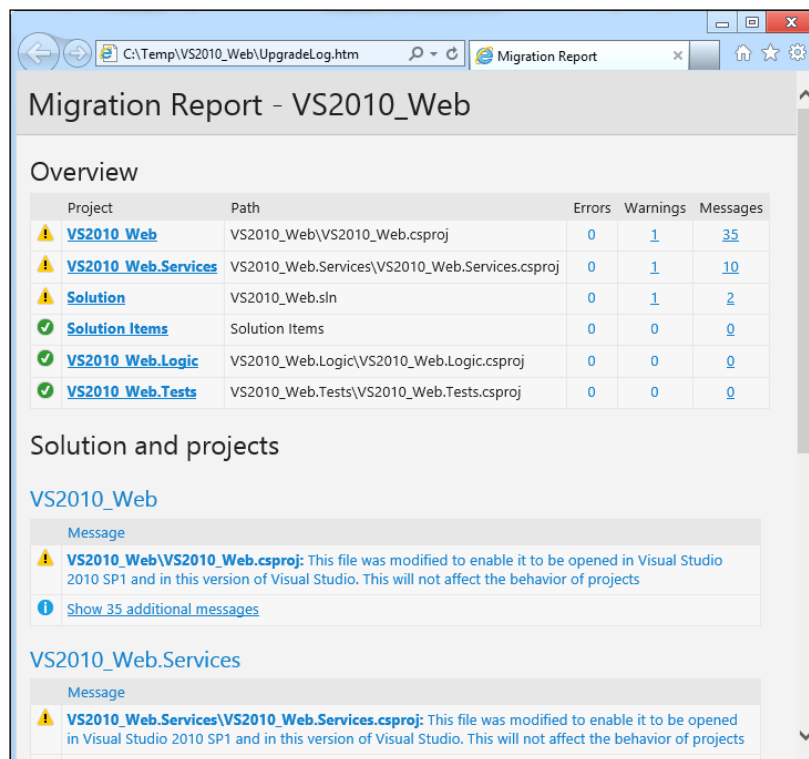 C:\Temp\VS2010_Web\UpgradeLog.htm
Migration Report
Migration Report - VS2010_Web
Overview
Project Path Errors Warnings Messages
VS2010_Web VS2010_Web\VS2010_Web.csproj 0 1 35
VS2010_Web.Services VS2010_Web.Services\VS2010_Web.Services.csproj 0 1 10
Solution VS2010_Web.sln 0 1 2
Solution Items Solution Items 0 0 0
VS2010_Web.Logic VS2010_Web.Logic\VS2010_Web.Logic.csproj 0 0 0
VS2010_Web.Tests VS2010_Web.Tests\VS2010_Web.Tests.csproj 0 0 0
Solution and projects
VS2010_Web
Message
VS2010_Web\VS2010_Web.csproj: This file was modified to enable it to be opened in Visual Studio
2010 SP1 and in this version of Visual Studio. This will not affect the behavior of projects
Show 35 additional messages
VS2010_Web.Services
Message
VS2010_Web.Services\VS2010_Web.Services.csproj: This file was modified to enable it to be opened
in Visual Studio 2010 SP1 and in this version of Visual Studio. This will not affect the behavior of projects